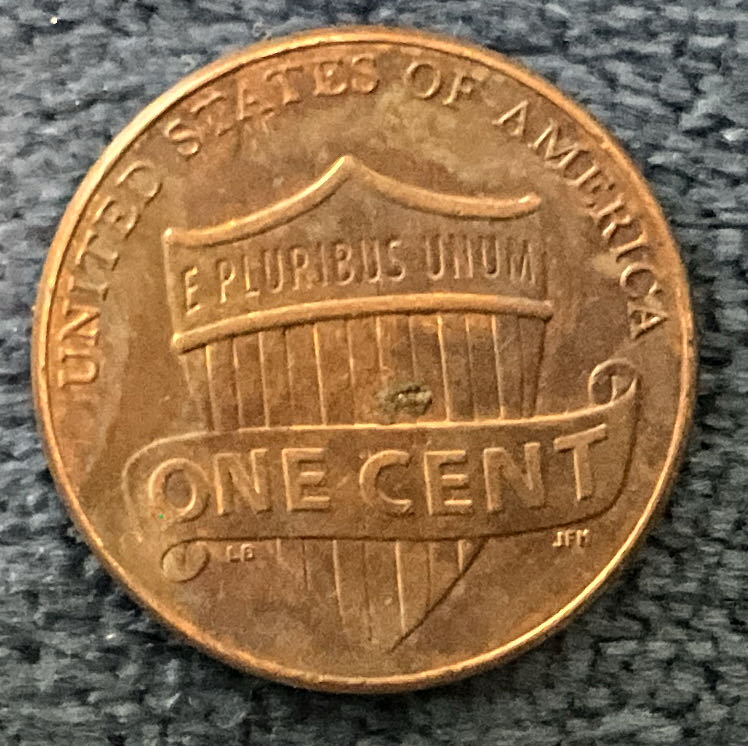 UNITED STATES OF AMERICA
E PLURIBUS UNUM
ONE CENT
LB
JFM